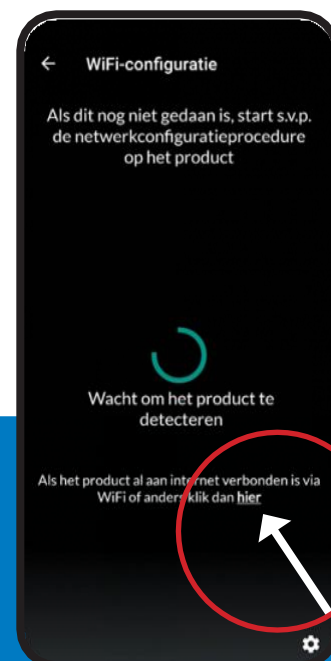 WiFi-configuratie
Als dit nog niet gedaan is, start s.v.p.
de netwerkconfiguratieprocedure
op het product
Wacht om het product te
detecteren
Als het product al aan internet verbonden is via
WiFi of anders klik dan hier